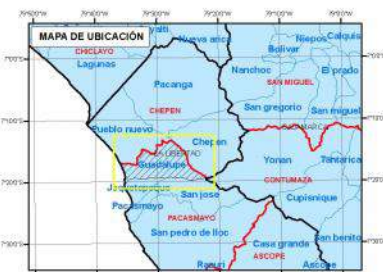 MAPA DE UBICACIÓN
Nueva arica
Niepos Calquis
Bolivar
CHICLAYO
Lagunas
Nanchoc
El prado
SAN MIGUEL
Pacanga
CHEPEN
San gregorio
San miguel
Pueblo nuevo
Chepen
LA LIBERTAD
Guadalupe
Yonan
Tantarica
CONTUMAZA
Jequetepeque
San jose
Cupisnique
Pacasmayo
PACASMAYO
San pedro de lloc
San benito
Casa grande
ASCOPE
Razuri
Ascope